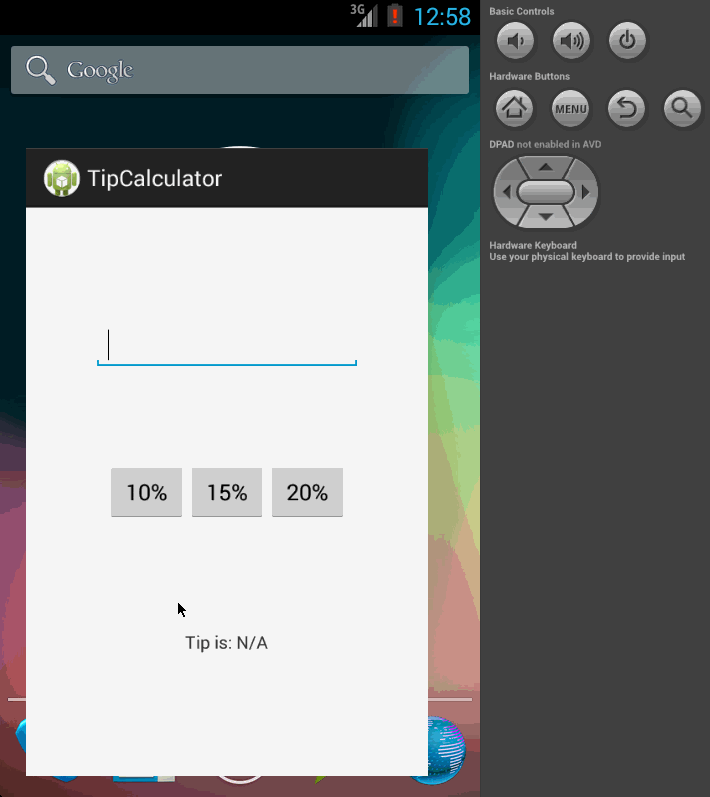 3G
12:58
Google
TipCalculator
10% 15% 20%
Tip is: N/A
Basic Controls
Hardware Buttons
MENU
DPAD not enabled in AVD
Hardware Keyboard
Use your physical keyboard to provide input